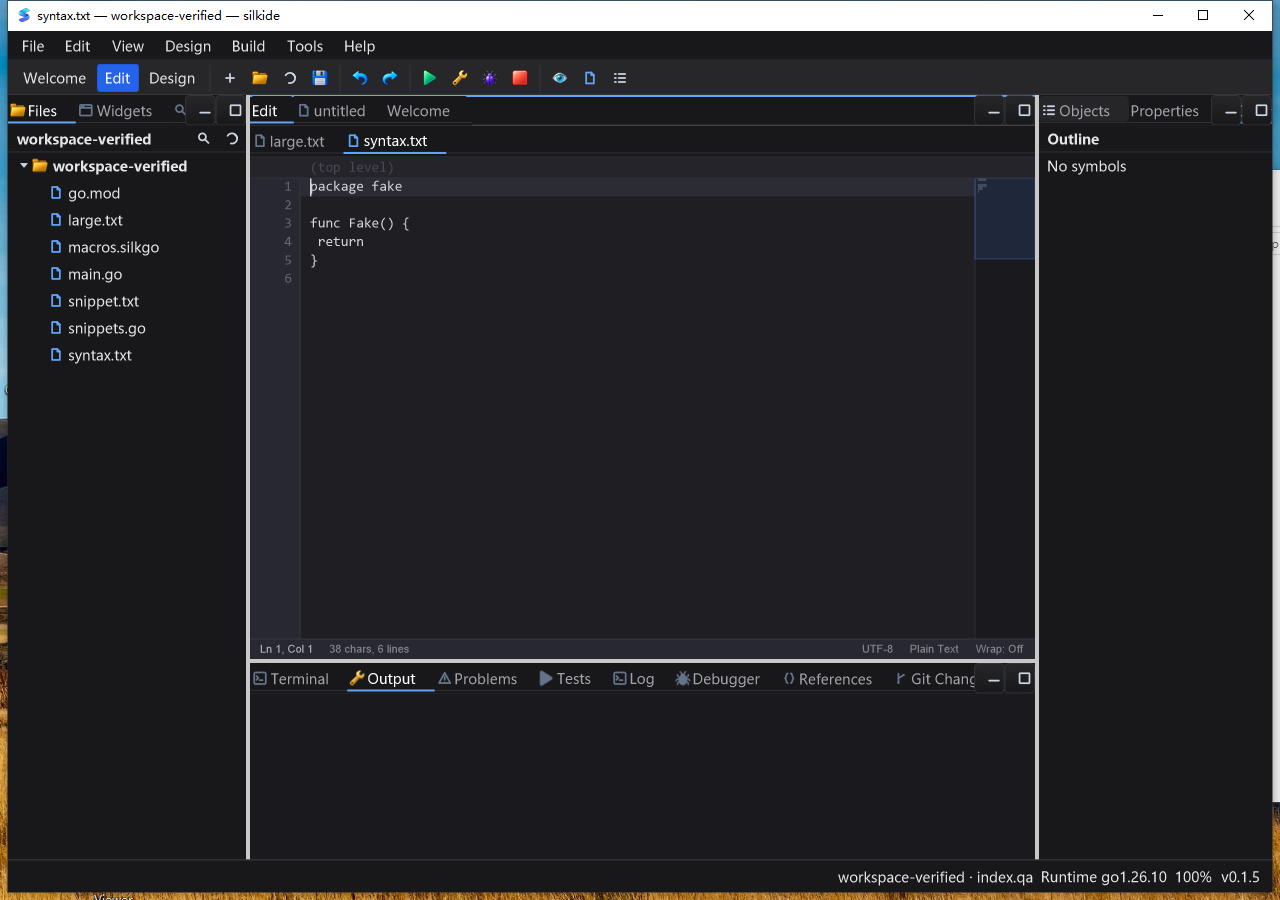 syntax.txt — workspace-verified — silkide
File Edit View Design Build Tools Help
Welcome Edit Design
Files Widgets
Edit untitled Welcome
Objects Properties
workspace-verified
Outline
large.txt syntax.txt
workspace-verified
No symbols
(top level)
go.mod
large.txt
macros.silkgo
main.go
snippet.txt
snippets.go
syntax.txt
1 package fake
2
3 func Fake() {
4 return
5 }
6
Ln 1, Col 1 38 chars, 6 lines UTF-8 Plain Text Wrap: Off
Terminal Output Problems Tests Log Debugger References Git Chang
workspace-verified · index.qa Runtime go1.26.10 100% v0.1.5